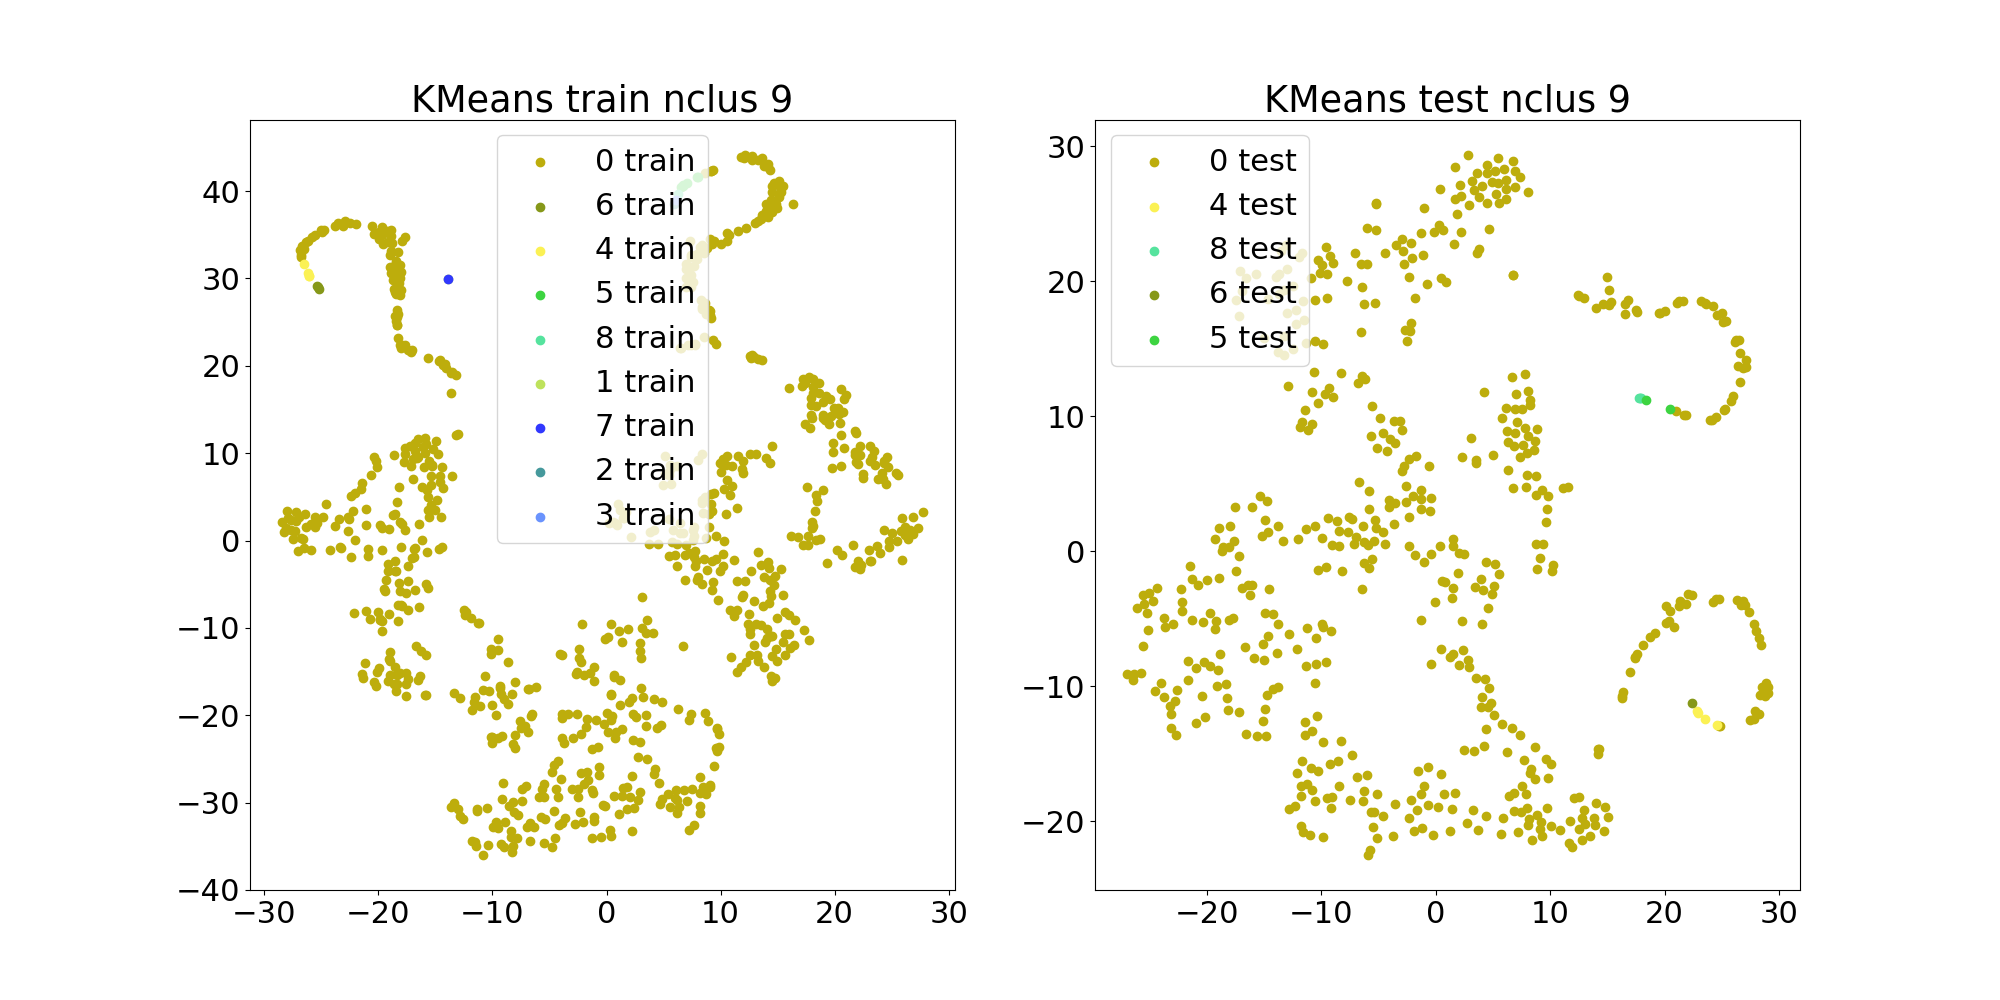 KMeans train nclus 9
40
30
20
10
0
−10
−20
−30
−40
−30
−20
−10
0
10
20
30
0 train
6 train
4 train
5 train
8 train
1 train
7 train
2 train
3 train
KMeans test nclus 9
30
20
10
0
−10
−20
−20
−10
0
10
20
30
0 test
4 test
8 test
6 test
5 test